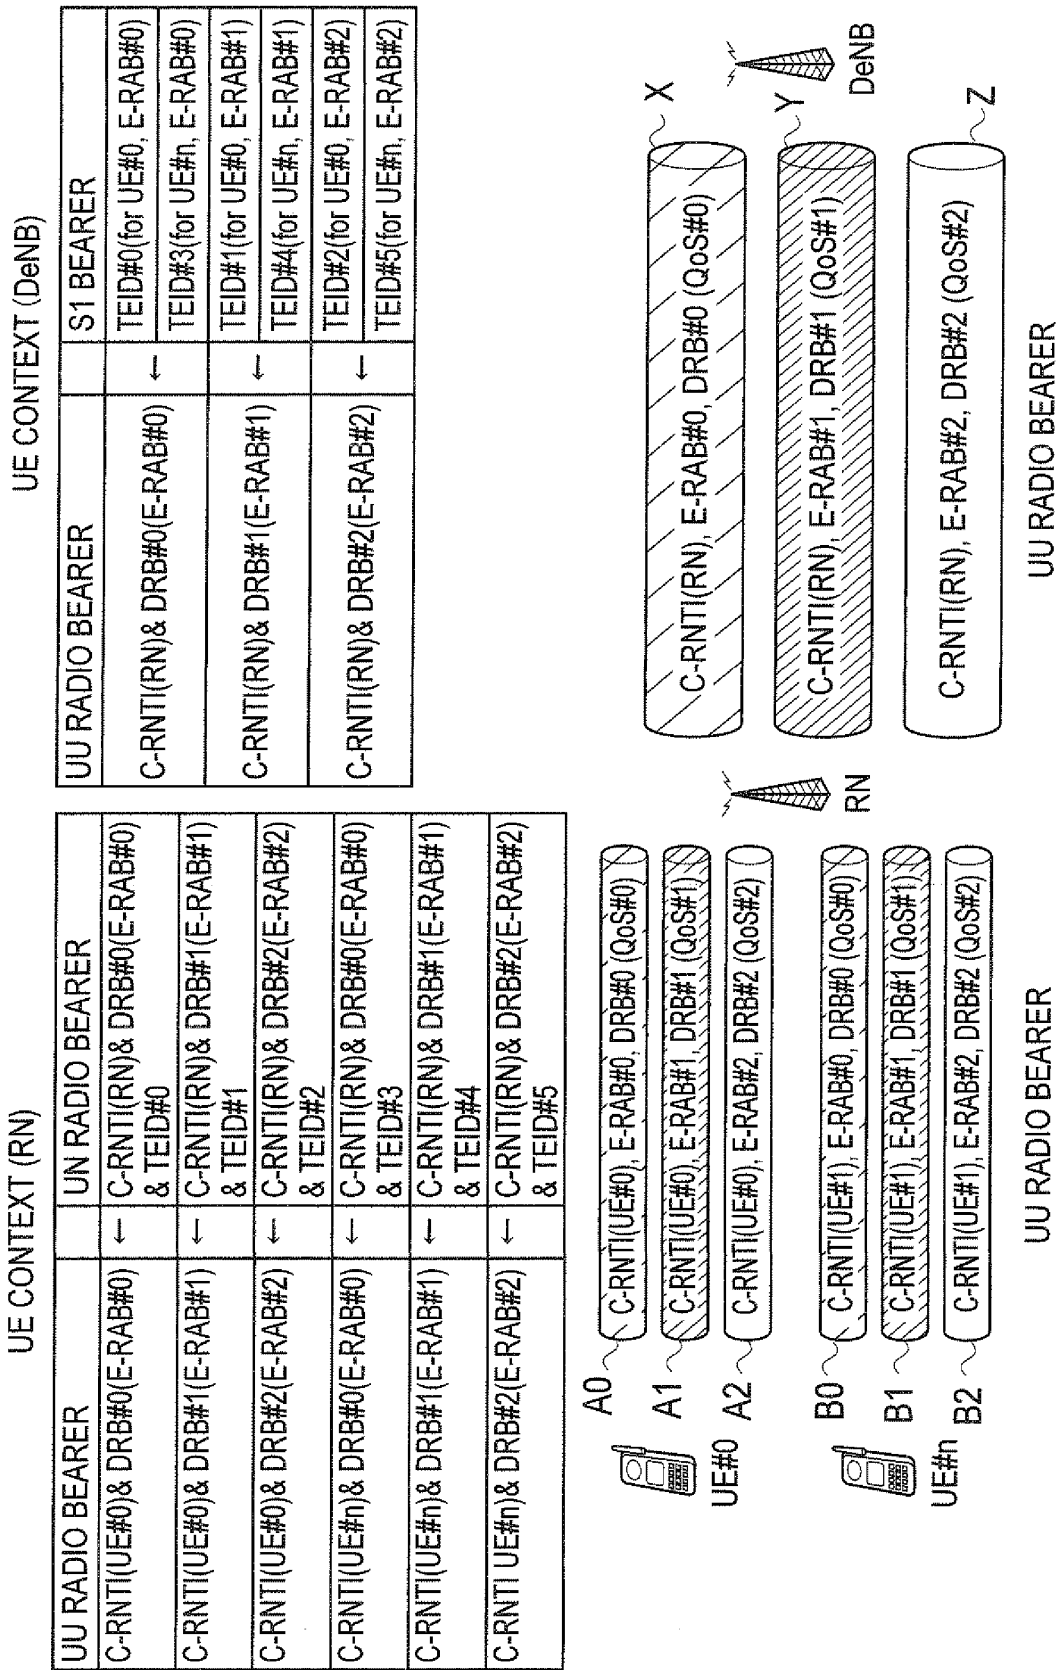 UE CONTEXT (RN)
UU RADIO BEARER UN RADIO BEARER
C-RNTI(UE#0)& DRB#0(E-RAB#0) ← C-RNTI(RN)& DRB#0(E-RAB#0)
& TEID#0
C-RNTI(UE#0)& DRB#1(E-RAB#1) ← C-RNTI(RN)& DRB#1(E-RAB#1)
& TEID#1
C-RNTI(UE#0)& DRB#2(E-RAB#2) ← C-RNTI(RN)& DRB#2(E-RAB#2)
& TEID#2
C-RNTI(UE#n)& DRB#0(E-RAB#0) ← C-RNTI(RN)& DRB#0(E-RAB#0)
& TEID#3
C-RNTI(UE#n)& DRB#1(E-RAB#1) ← C-RNTI(RN)& DRB#1(E-RAB#1)
& TEID#4
C-RNTI UE#n)& DRB#2(E-RAB#2) ← C-RNTI(RN)& DRB#2(E-RAB#2)
& TEID#5
UE CONTEXT (DeNB)
UU RADIO BEARER S1 BEARER
C-RNTI(RN)& DRB#0(E-RAB#0) ← TEID#0(for UE#0, E-RAB#0)
TEID#3(for UE#n, E-RAB#0)
C-RNTI(RN)& DRB#1(E-RAB#1) ← TEID#1(for UE#0, E-RAB#1)
TEID#4(for UE#n, E-RAB#1)
C-RNTI(RN)& DRB#2(E-RAB#2) ← TEID#2(for UE#0, E-RAB#2)
TEID#5(for UE#n, E-RAB#2)
UE#0
A0 C-RNTI(UE#0), E-RAB#0, DRB#0 (QoS#0)
A1 C-RNTI(UE#0), E-RAB#1, DRB#1 (QoS#1)
A2 C-RNTI(UE#0), E-RAB#2, DRB#2 (QoS#2)
UE#n
B0 C-RNTI(UE#1), E-RAB#0, DRB#0 (QoS#0)
B1 C-RNTI(UE#1), E-RAB#1, DRB#1 (QoS#1)
B2 C-RNTI(UE#1), E-RAB#2, DRB#2 (QoS#2)
UU RADIO BEARER
RN
C-RNTI(RN), E-RAB#0, DRB#0 (QoS#0) X
C-RNTI(RN), E-RAB#1, DRB#1 (QoS#1) Y
C-RNTI(RN), E-RAB#2, DRB#2 (QoS#2) Z
DeNB
UU RADIO BEARER